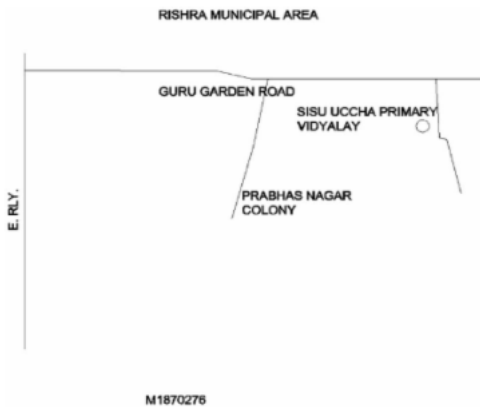 RISHRA MUNICIPAL AREA
GURU GARDEN ROAD
SISU UCCHA PRIMARY
VIDYALAY
PRABHAS NAGAR
COLONY
E. RLY.
M1870276